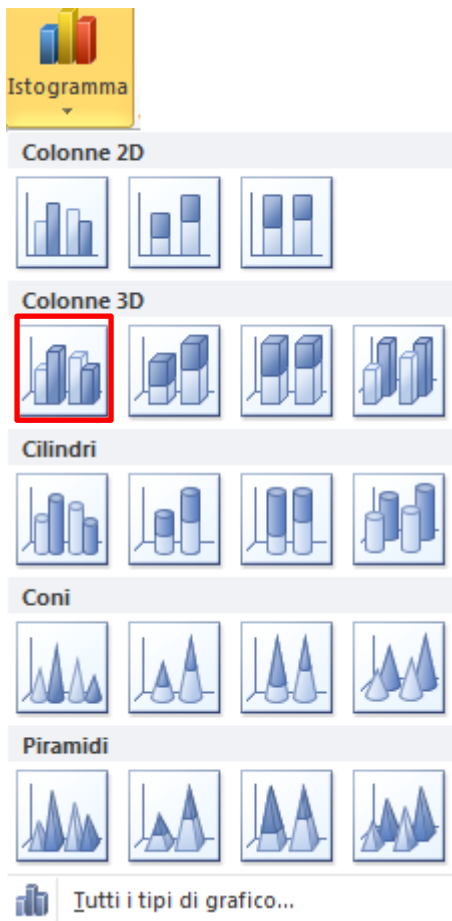 Istogramma
Colonne 2D
Colonne 3D
Cilindri
Coni
Piramidi
Tutti i tipi di grafico...